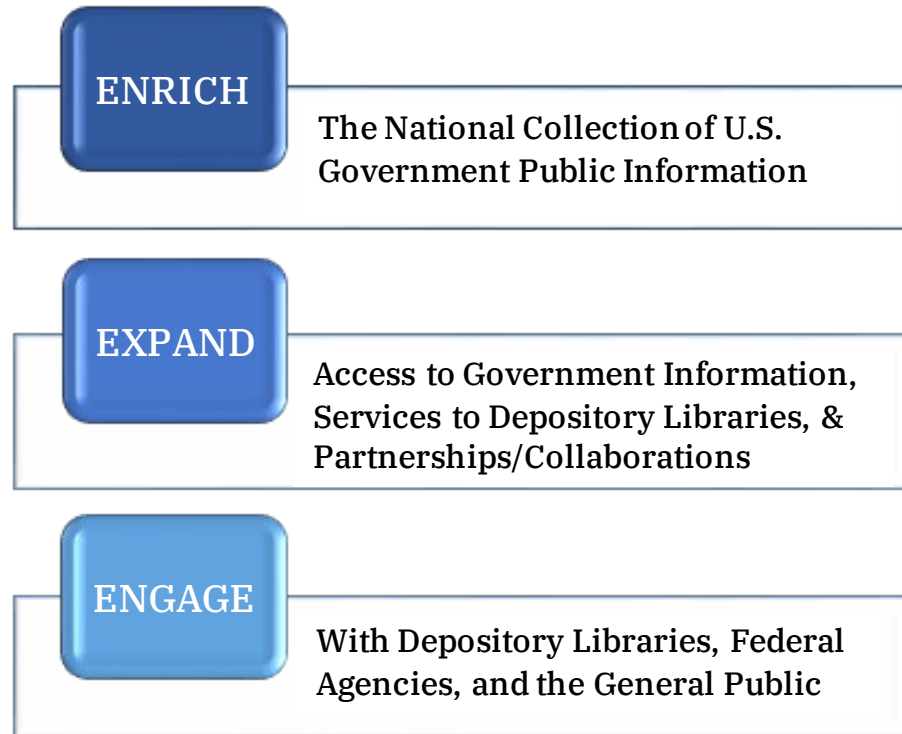 ENRICH
The National Collection of U.S.
Government Public Information
EXPAND
Access to Government Information,
Services to Depository Libraries, &
Partnerships/Collaborations
ENGAGE
With Depository Libraries, Federal
Agencies, and the General Public